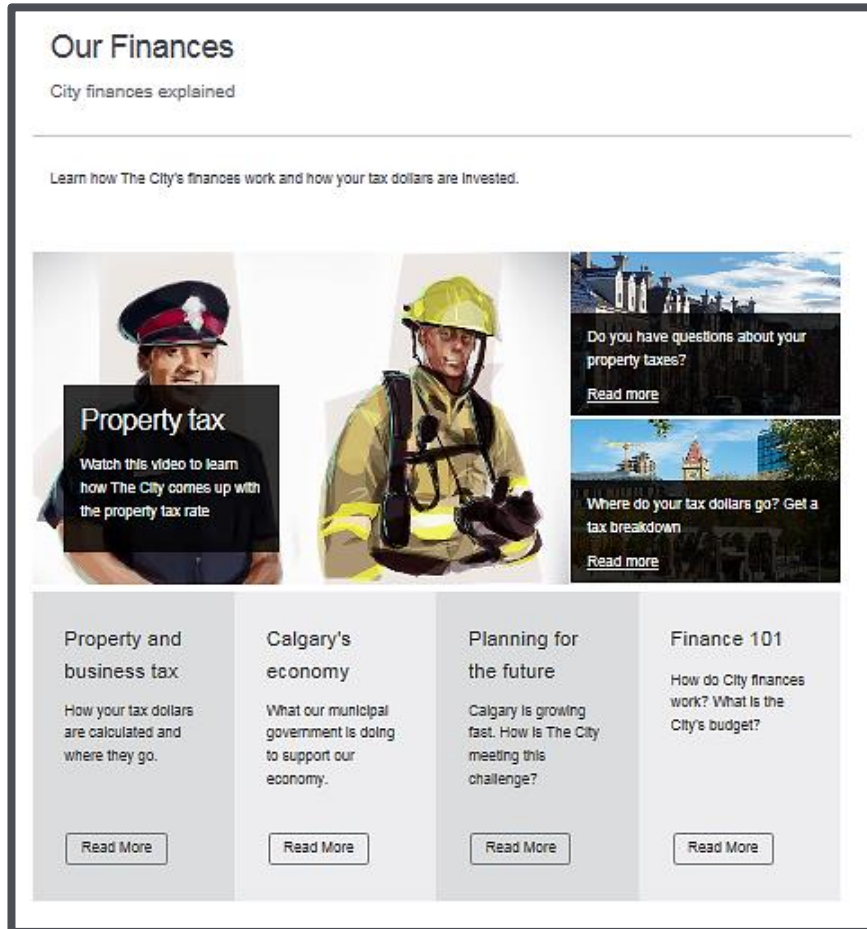 Our Finances
City finances explained
Learn how The City's finances work and how your tax dollars are invested.
Property tax
Watch this video to learn
how The City comes up with
the property tax rate
Do you have questions about your
property taxes?
Read more
Where do your tax dollars go? Get a
tax breakdown
Read more
Property and
business tax
How your tax dollars
are calculated and
where they go.
Read More
Calgary's
economy
What our municipal
government is doing
to support our
economy.
Read More
Planning for
the future
Calgary is growing
fast. How is The City
meeting this
challenge?
Read More
Finance 101
How do City finances
work? What is the
City's budget?
Read More